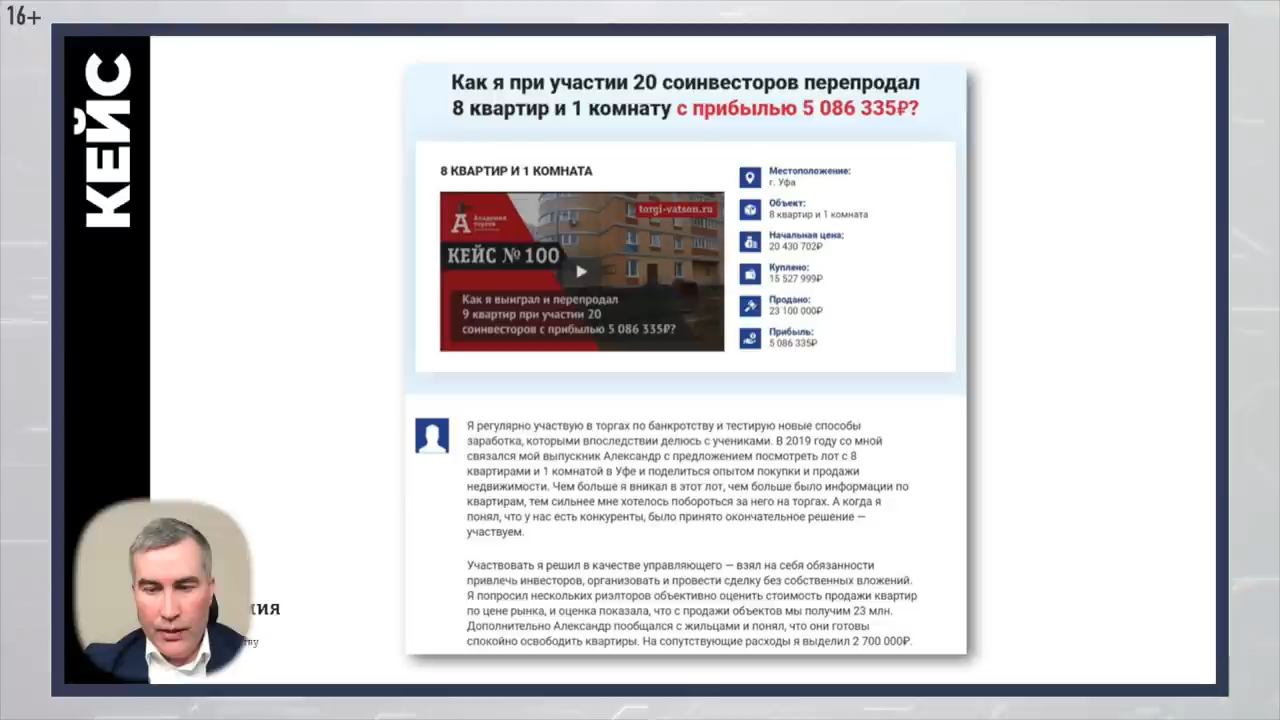 16+
КЕЙС
Как я при участии 20 соинвесторов перепродал
8 квартир и 1 комнату с прибылью 5 086 335₽?
8 КВАРТИР И 1 КОМНАТА
Академия
торгов
torgi-vatson.ru
КЕЙС № 100
Как я выиграл и перепродал
9 квартир при участии 20
соинвесторов с прибылью 5 086 335₽?
Местоположение:
г. Уфа
Объект:
8 квартир и 1 комната
Начальная цена:
20 430 702₽
Куплено:
15 527 999₽
Продано:
23 100 000₽
Прибыль:
5 086 335₽
Я регулярно участвую в торгах по банкротству и тестирую новые способы
заработка, которыми впоследствии делюсь с учениками. В 2019 году со мной
связался мой выпускник Александр с предложением посмотреть лот с 8
квартирами и 1 комнатой в Уфе и поделиться опытом покупки и продажи
недвижимости. Чем больше я вникал в этот лот, чем больше было информации по
квартирам, тем сильнее мне хотелось побороться за него на торгах. А когда я
понял, что у нас есть конкуренты, было принято окончательное решение —
участвуем.
Участвовать я решил в качестве управляющего — взял на себя обязанности
привлечь инвесторов, организовать и провести сделку без собственных вложений.
Я попросил нескольких риэлторов объективно оценить стоимость продажи квартир
по цене рынка, и оценка показала, что с продажи объектов мы получим 23 млн.
Дополнительно Александр пообщался с жильцами и понял, что они готовы
спокойно освободить квартиры. На сопутствующие расходы я выделил 2 700 000₽.